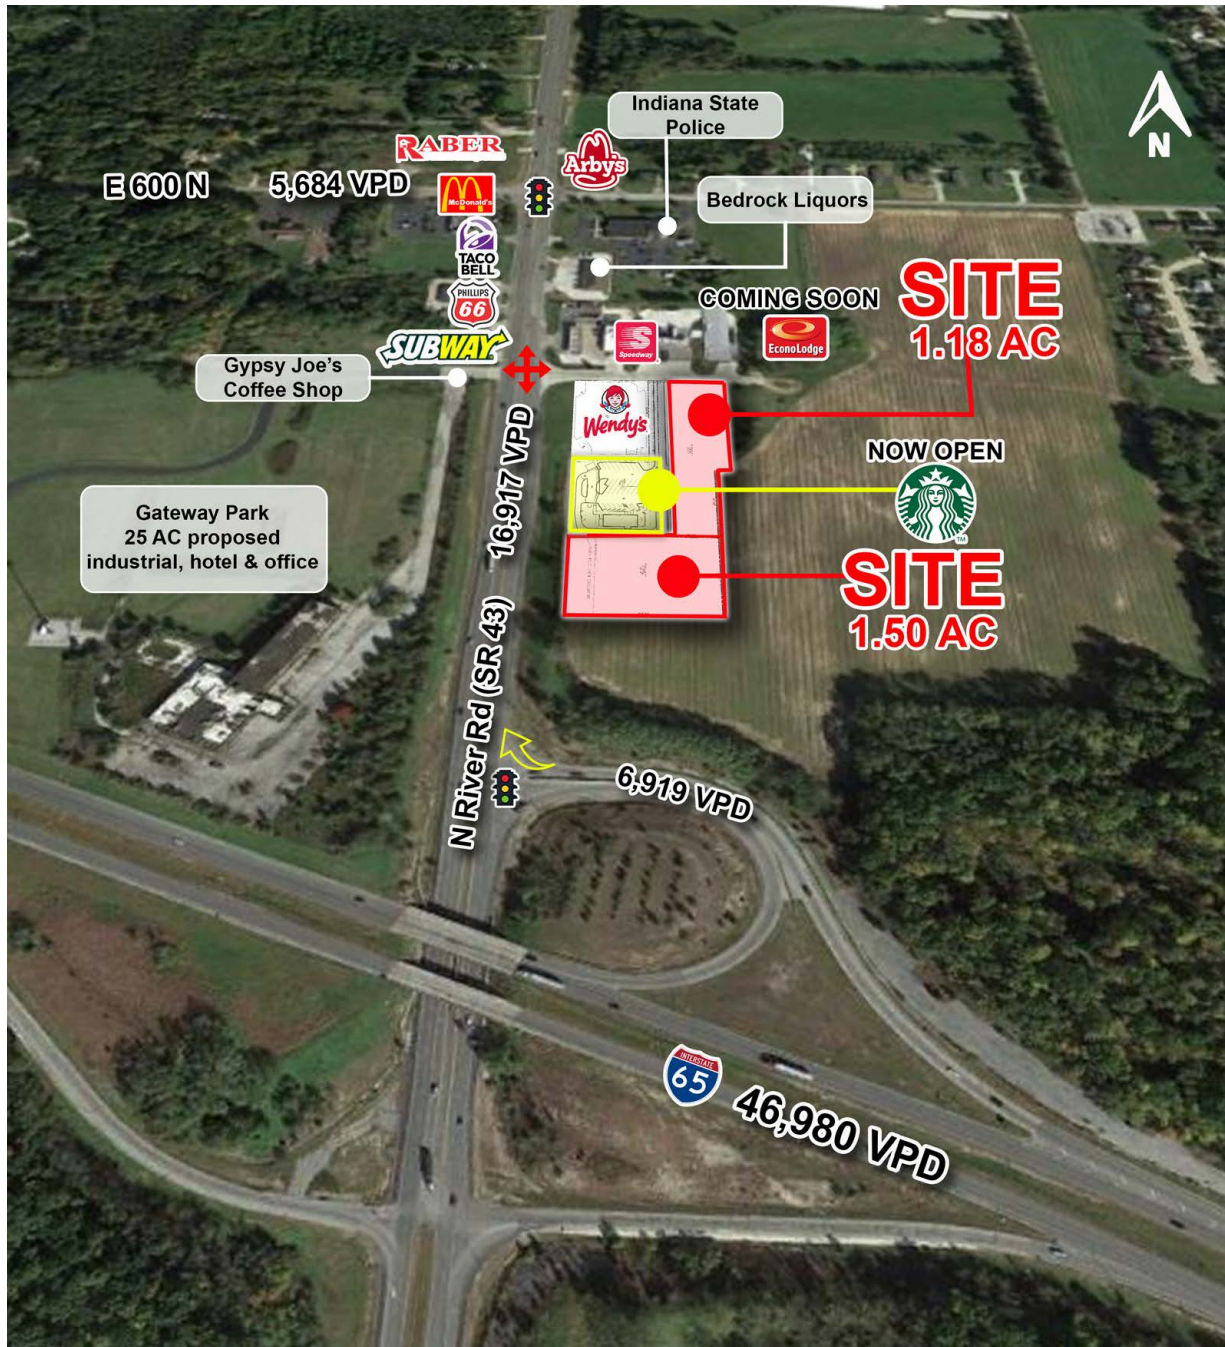 Indiana State
Police
RABER
Arby's
E 600 N
5,684 VPD
McDonald's
Bedrock Liquors
TACO
BELL
PHILLIPS
66
COMING SOON
SITE
1.18 AC
SUBWAY
Speedway
EconoLodge
Gypsy Joe's
Coffee Shop
Wendy's
16,917 VPD
NOW OPEN
TM
Gateway Park
25 AC proposed
industrial, hotel & office
SITE
1.50 AC
N River Rd (SR 43)
6,919 VPD
INTERSTATE
65
46,980 VPD
N